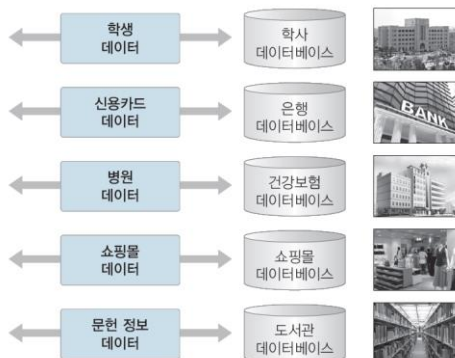 학생
데이터
학사
데이터베이스
신용카드
데이터
은행
데이터베이스
BANK
병원
데이터
건강보험
데이터베이스
쇼핑몰
데이터
쇼핑몰
데이터베이스
문헌 정보
데이터
도서관
데이터베이스